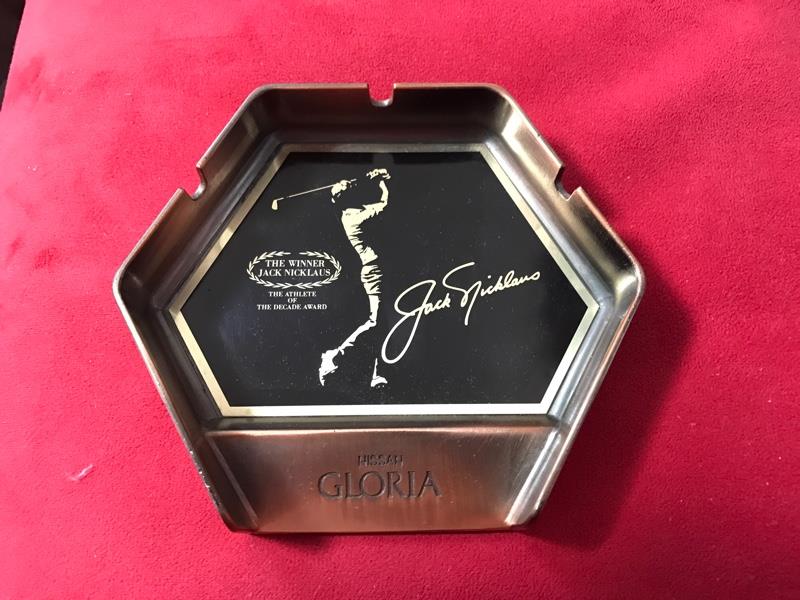 THE WINNER
JACK NICKLAUS
THE ATHLETE
OF
THE DECADE AWARD
Jack Nicklaus
NISSAN
GLORIA